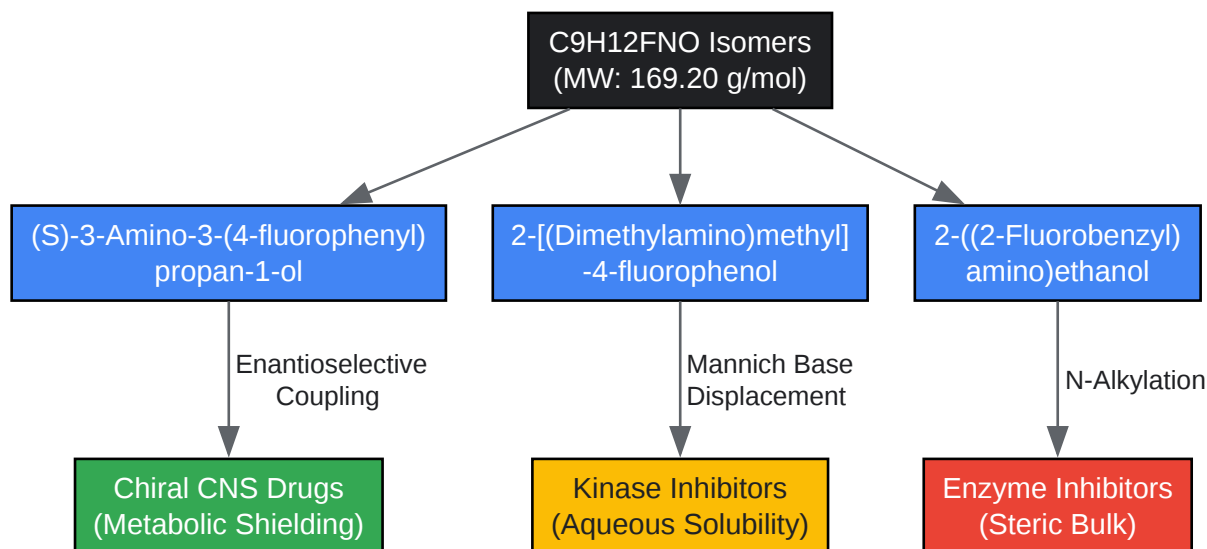 C9H12FNO Isomers
(MW: 169.20 g/mol)
(S)-3-Amino-3-(4-fluorophenyl)
propan-1-ol
2-[(Dimethylamino)methyl]
-4-fluorophenol
2-((2-Fluorobenzyl)
amino)ethanol
Enantioselective
Coupling
Mannich Base
Displacement
N-Alkylation
Chiral CNS Drugs
(Metabolic Shielding)
Kinase Inhibitors
(Aqueous Solubility)
Enzyme Inhibitors
(Steric Bulk)